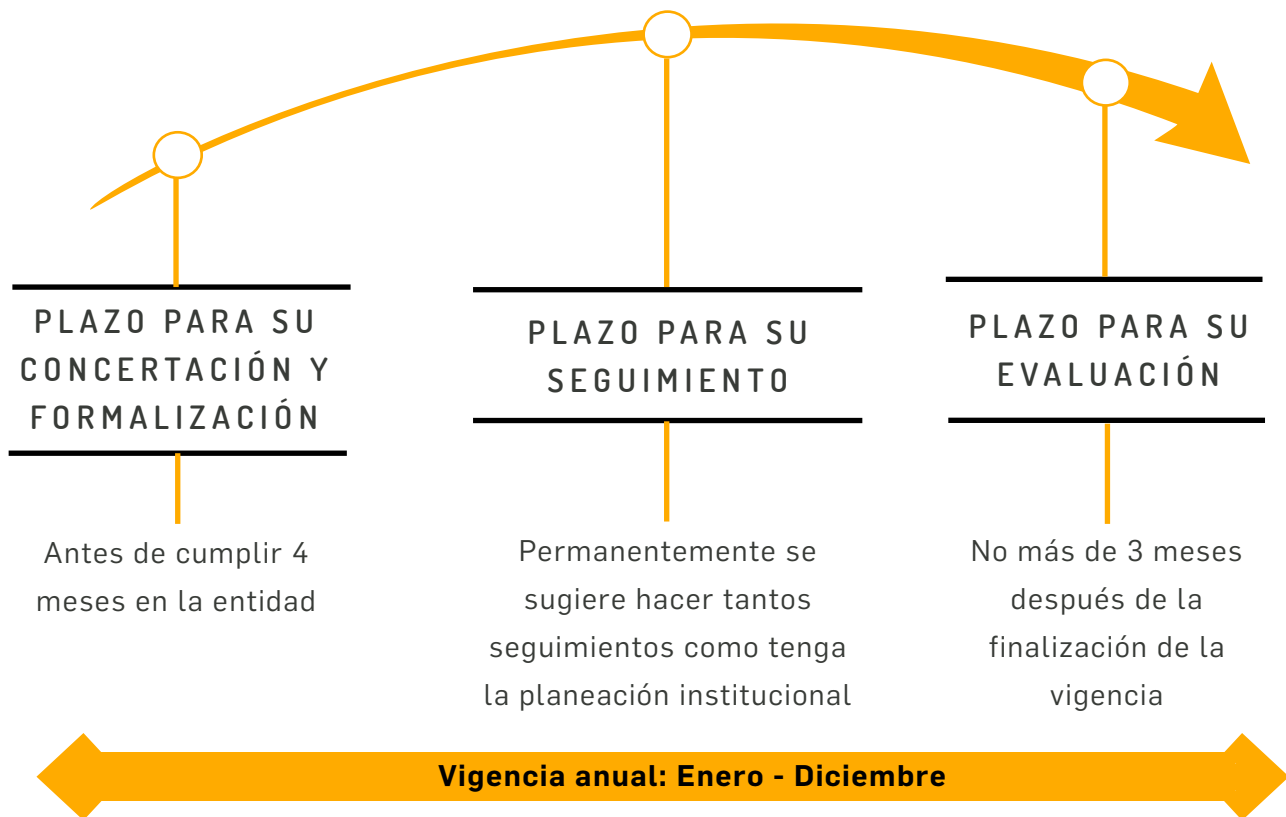 PLAZO PARA SU
CONCERTACIÓN Y
FORMALIZACIÓN
Antes de cumplir 4
meses en la entidad
PLAZO PARA SU
SEGUIMIENTO
Permanentemente se
sugiere hacer tantos
seguimientos como tenga
la planeación institucional
PLAZO PARA SU
EVALUACIÓN
No más de 3 meses
después de la
finalización de la
vigencia
Vigencia anual: Enero - Diciembre